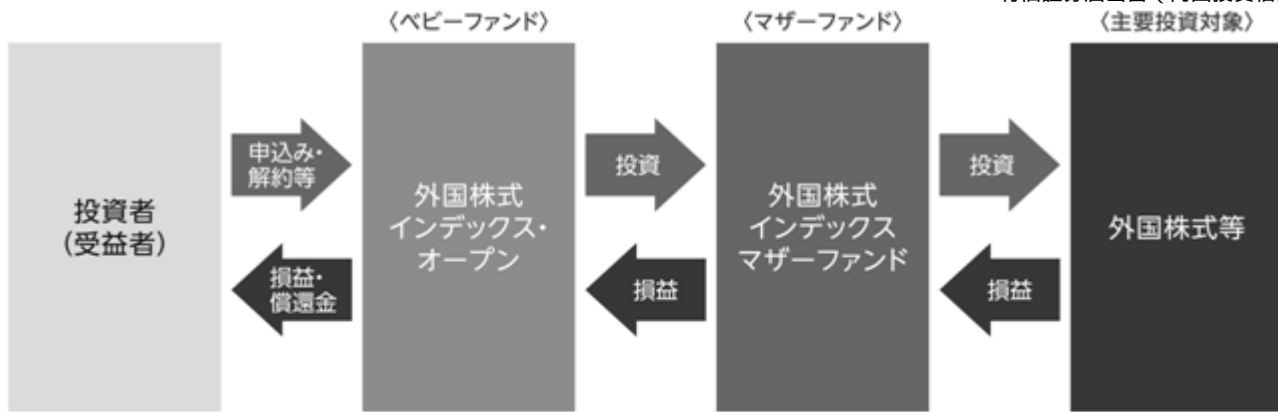 〈ベビーファンド〉
〈マザーファンド〉
〈主要投資対象〉
投資者
(受益者)
申込み・
解約等
損益・
償還金
外国株式
インデックス・
オープン
投資
損益
外国株式
インデックス
マザーファンド
投資
損益
外国株式等